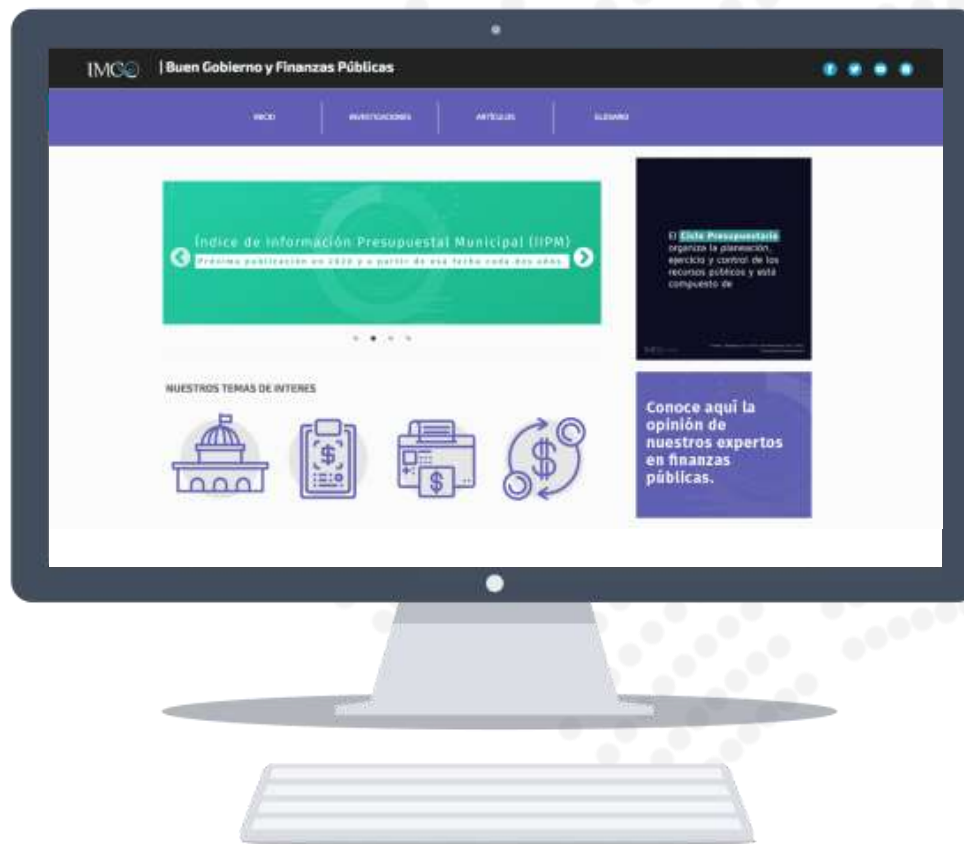 IMCO | Buen Gobierno y Finanzas Públicas
INICIO INVESTIGACIONES ARTÍCULOS GLOSARIO
Índice de Información Presupuestal Municipal (IIPM)
Próxima publicación en 2020 y a partir de esa fecha cada dos años.
El Ciclo Presupuestario
organiza la planeación,
ejercicio y control de los
recursos públicos y está
compuesto de
IMCO
NUESTROS TEMAS DE INTERES
Conoce aquí la
opinión de
nuestros expertos
en finanzas
públicas.